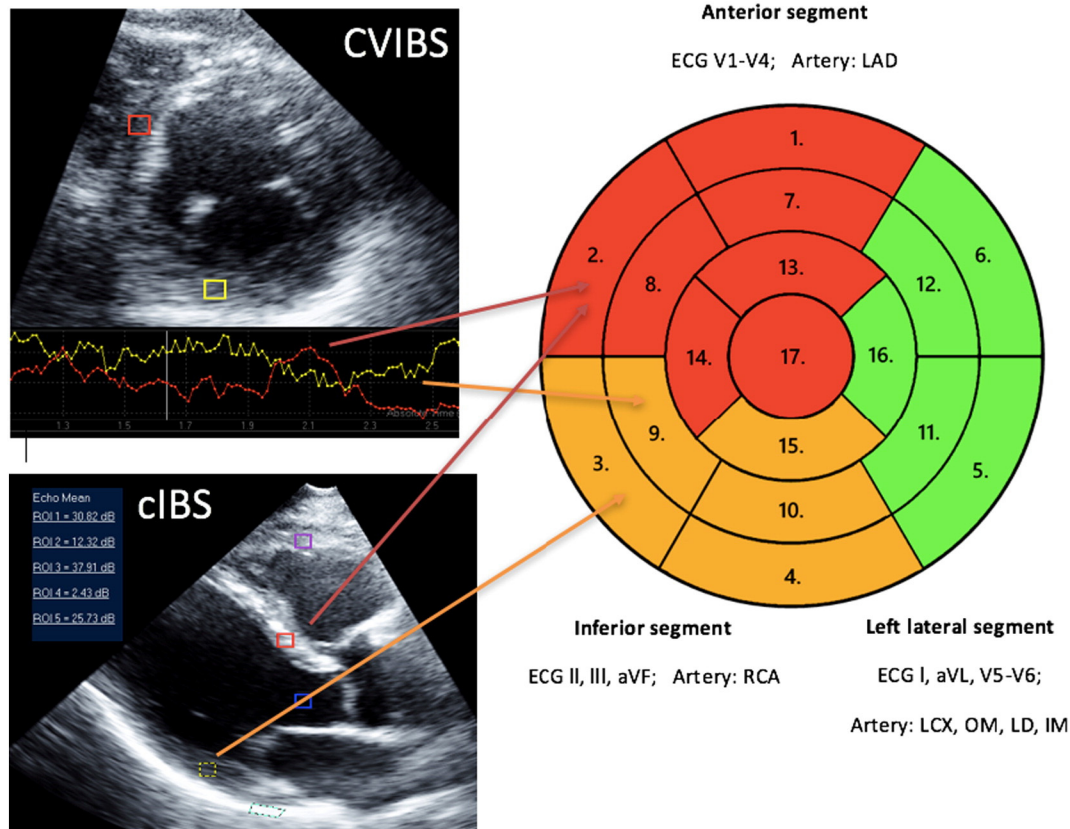 CVIBS
Absolute Time
1.3 1.5 1.7 1.9 2.1 2.3 2.5
cIBS
Echo Mean
ROI 1 = 30.82 dB
ROI 2 = 12.32 dB
ROI 3 = 37.91 dB
ROI 4 = 2.43 dB
ROI 5 = 25.73 dB
Anterior segment
ECG V1-V4; Artery: LAD
1.
7.
2.
6.
13.
8.
12.
14.
17.
16.
9.
15.
11.
3.
5.
10.
4.
Inferior segment
ECG II, III, aVF; Artery: RCA
Left lateral segment
ECG I, aVL, V5-V6;
Artery: LCX, OM, LD, IM